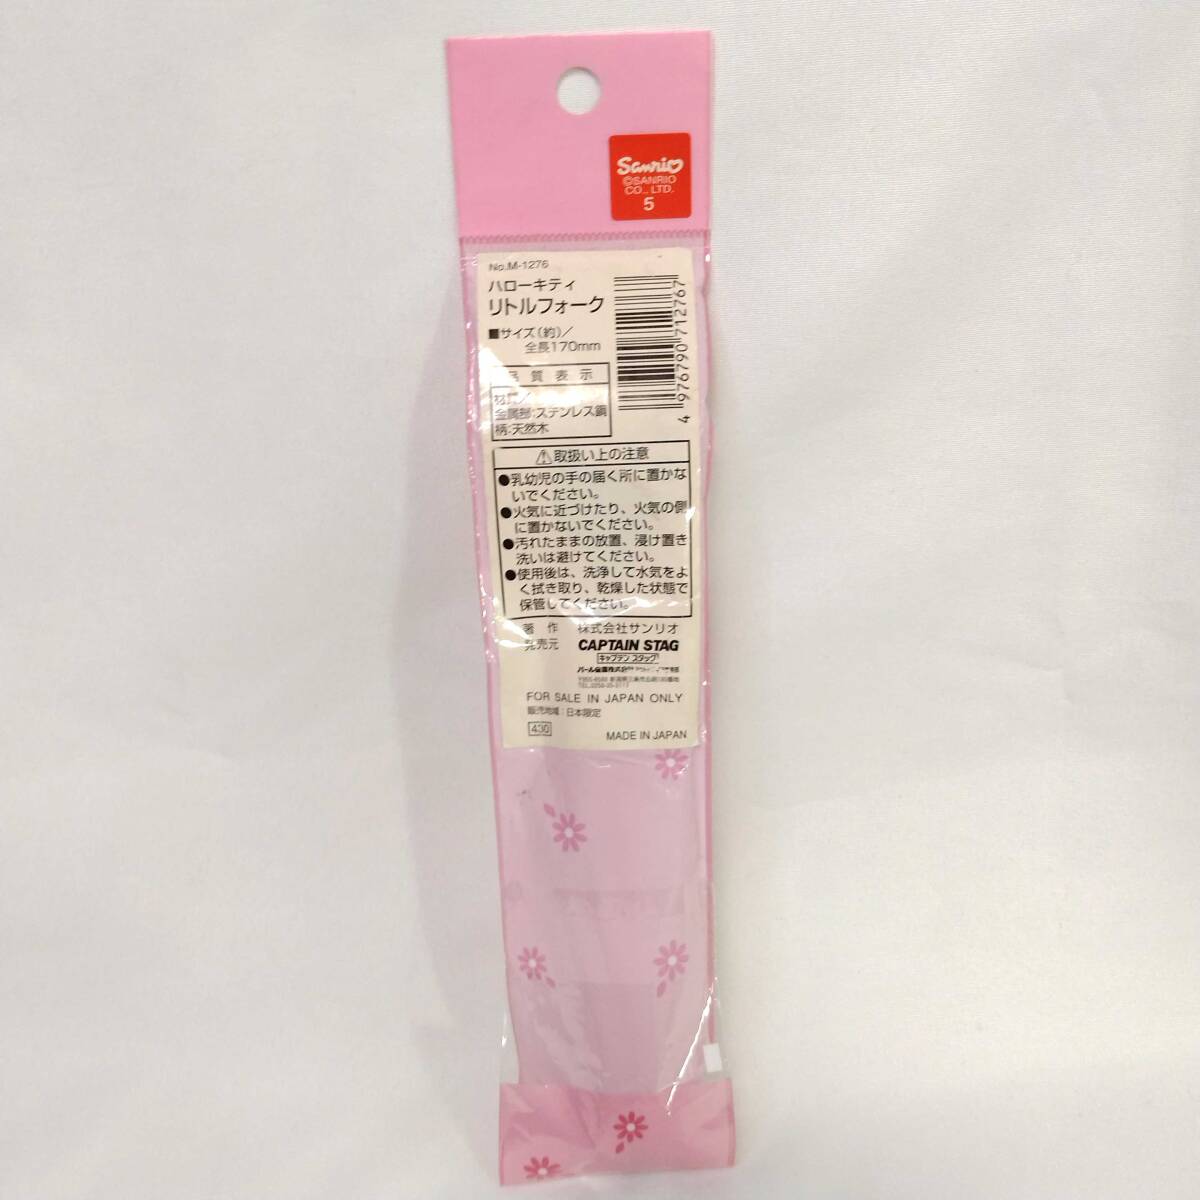 Sanrio
©SANRIO
CO., LTD.
5
No.M-1276
ハローキティ
リトルフォーク
■サイズ(約)/
全長170mm
品質表示
材質/
金属部:ステンレス鋼
柄:天然木
4 976790 712767
⚠取扱い上の注意
●乳幼児の手の届く所に置かな
いでください。
●火気に近づけたり、火気の側
に置かないでください。
●汚れたままの放置、浸け置き
洗いは避けてください。
●使用後は、洗浄して水気をよ
く拭き取り、乾燥した状態で
保管してください。
著作 株式会社サンリオ
発売元 CAPTAIN STAG
キャプテン スタッグ
パール金属株式会社
FOR SALE IN JAPAN ONLY
販売地域:日本限定
430
MADE IN JAPAN